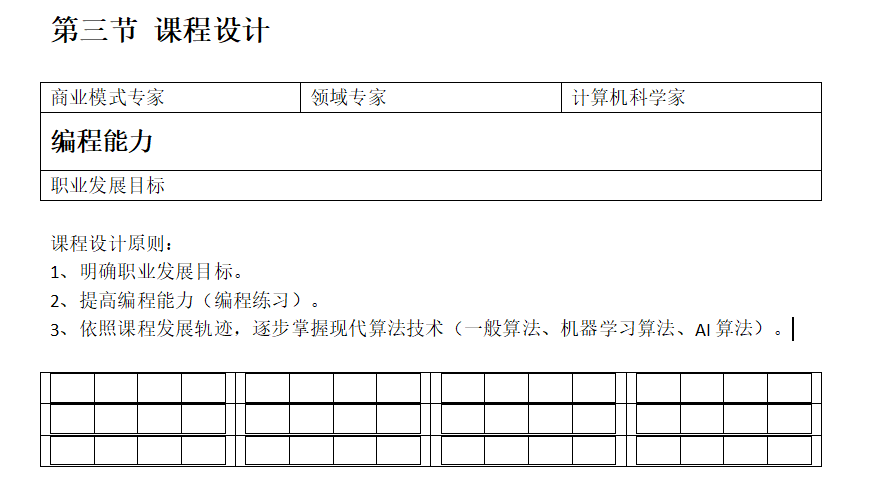 第三节 课程设计
商业模式专家 领域专家 计算机科学家
编程能力
职业发展目标
课程设计原则：
1、明确职业发展目标。
2、提高编程能力（编程练习）。
3、依照课程发展轨迹，逐步掌握现代算法技术（一般算法、机器学习算法、AI 算法）。